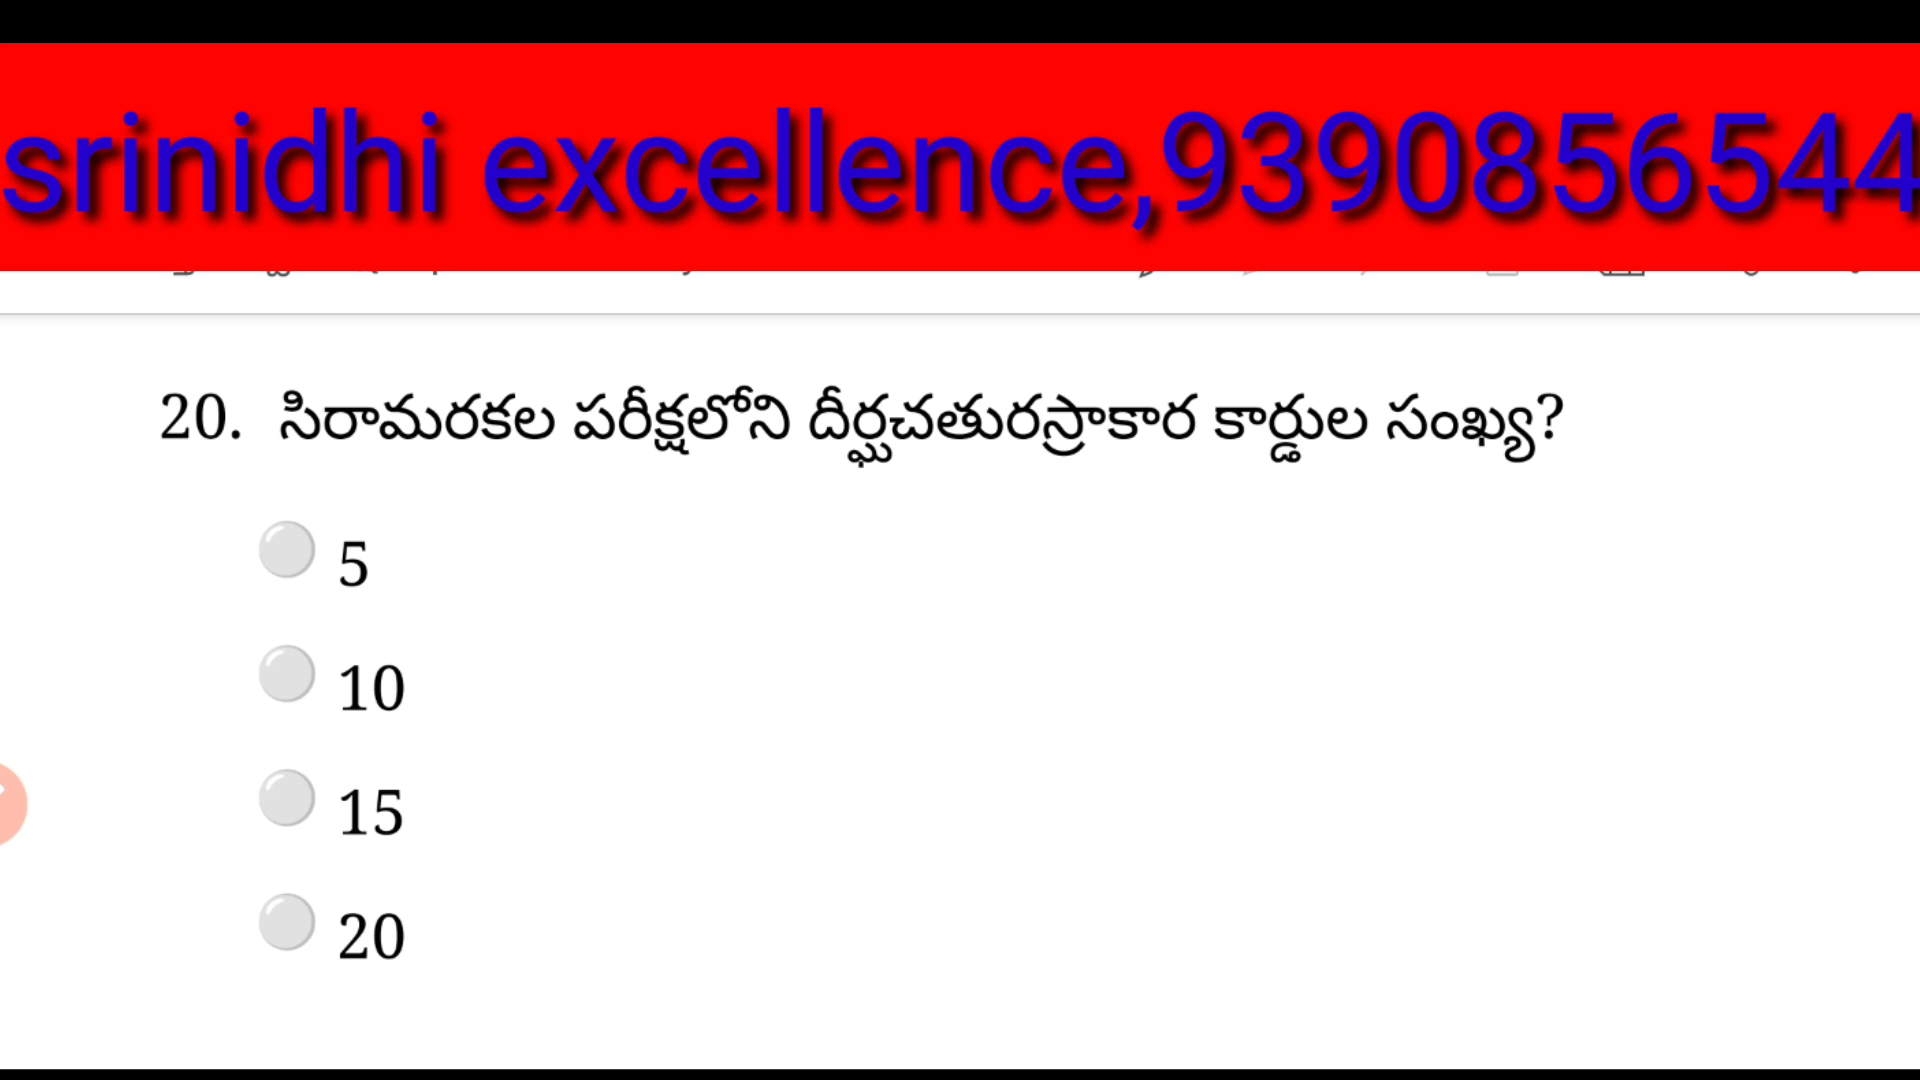 srinidhi excellence,9390856544
20. సిరామరకల పరీక్షలోని దీర్ఘచతురస్రాకార కార్డుల సంఖ్య?
5
10
15
20